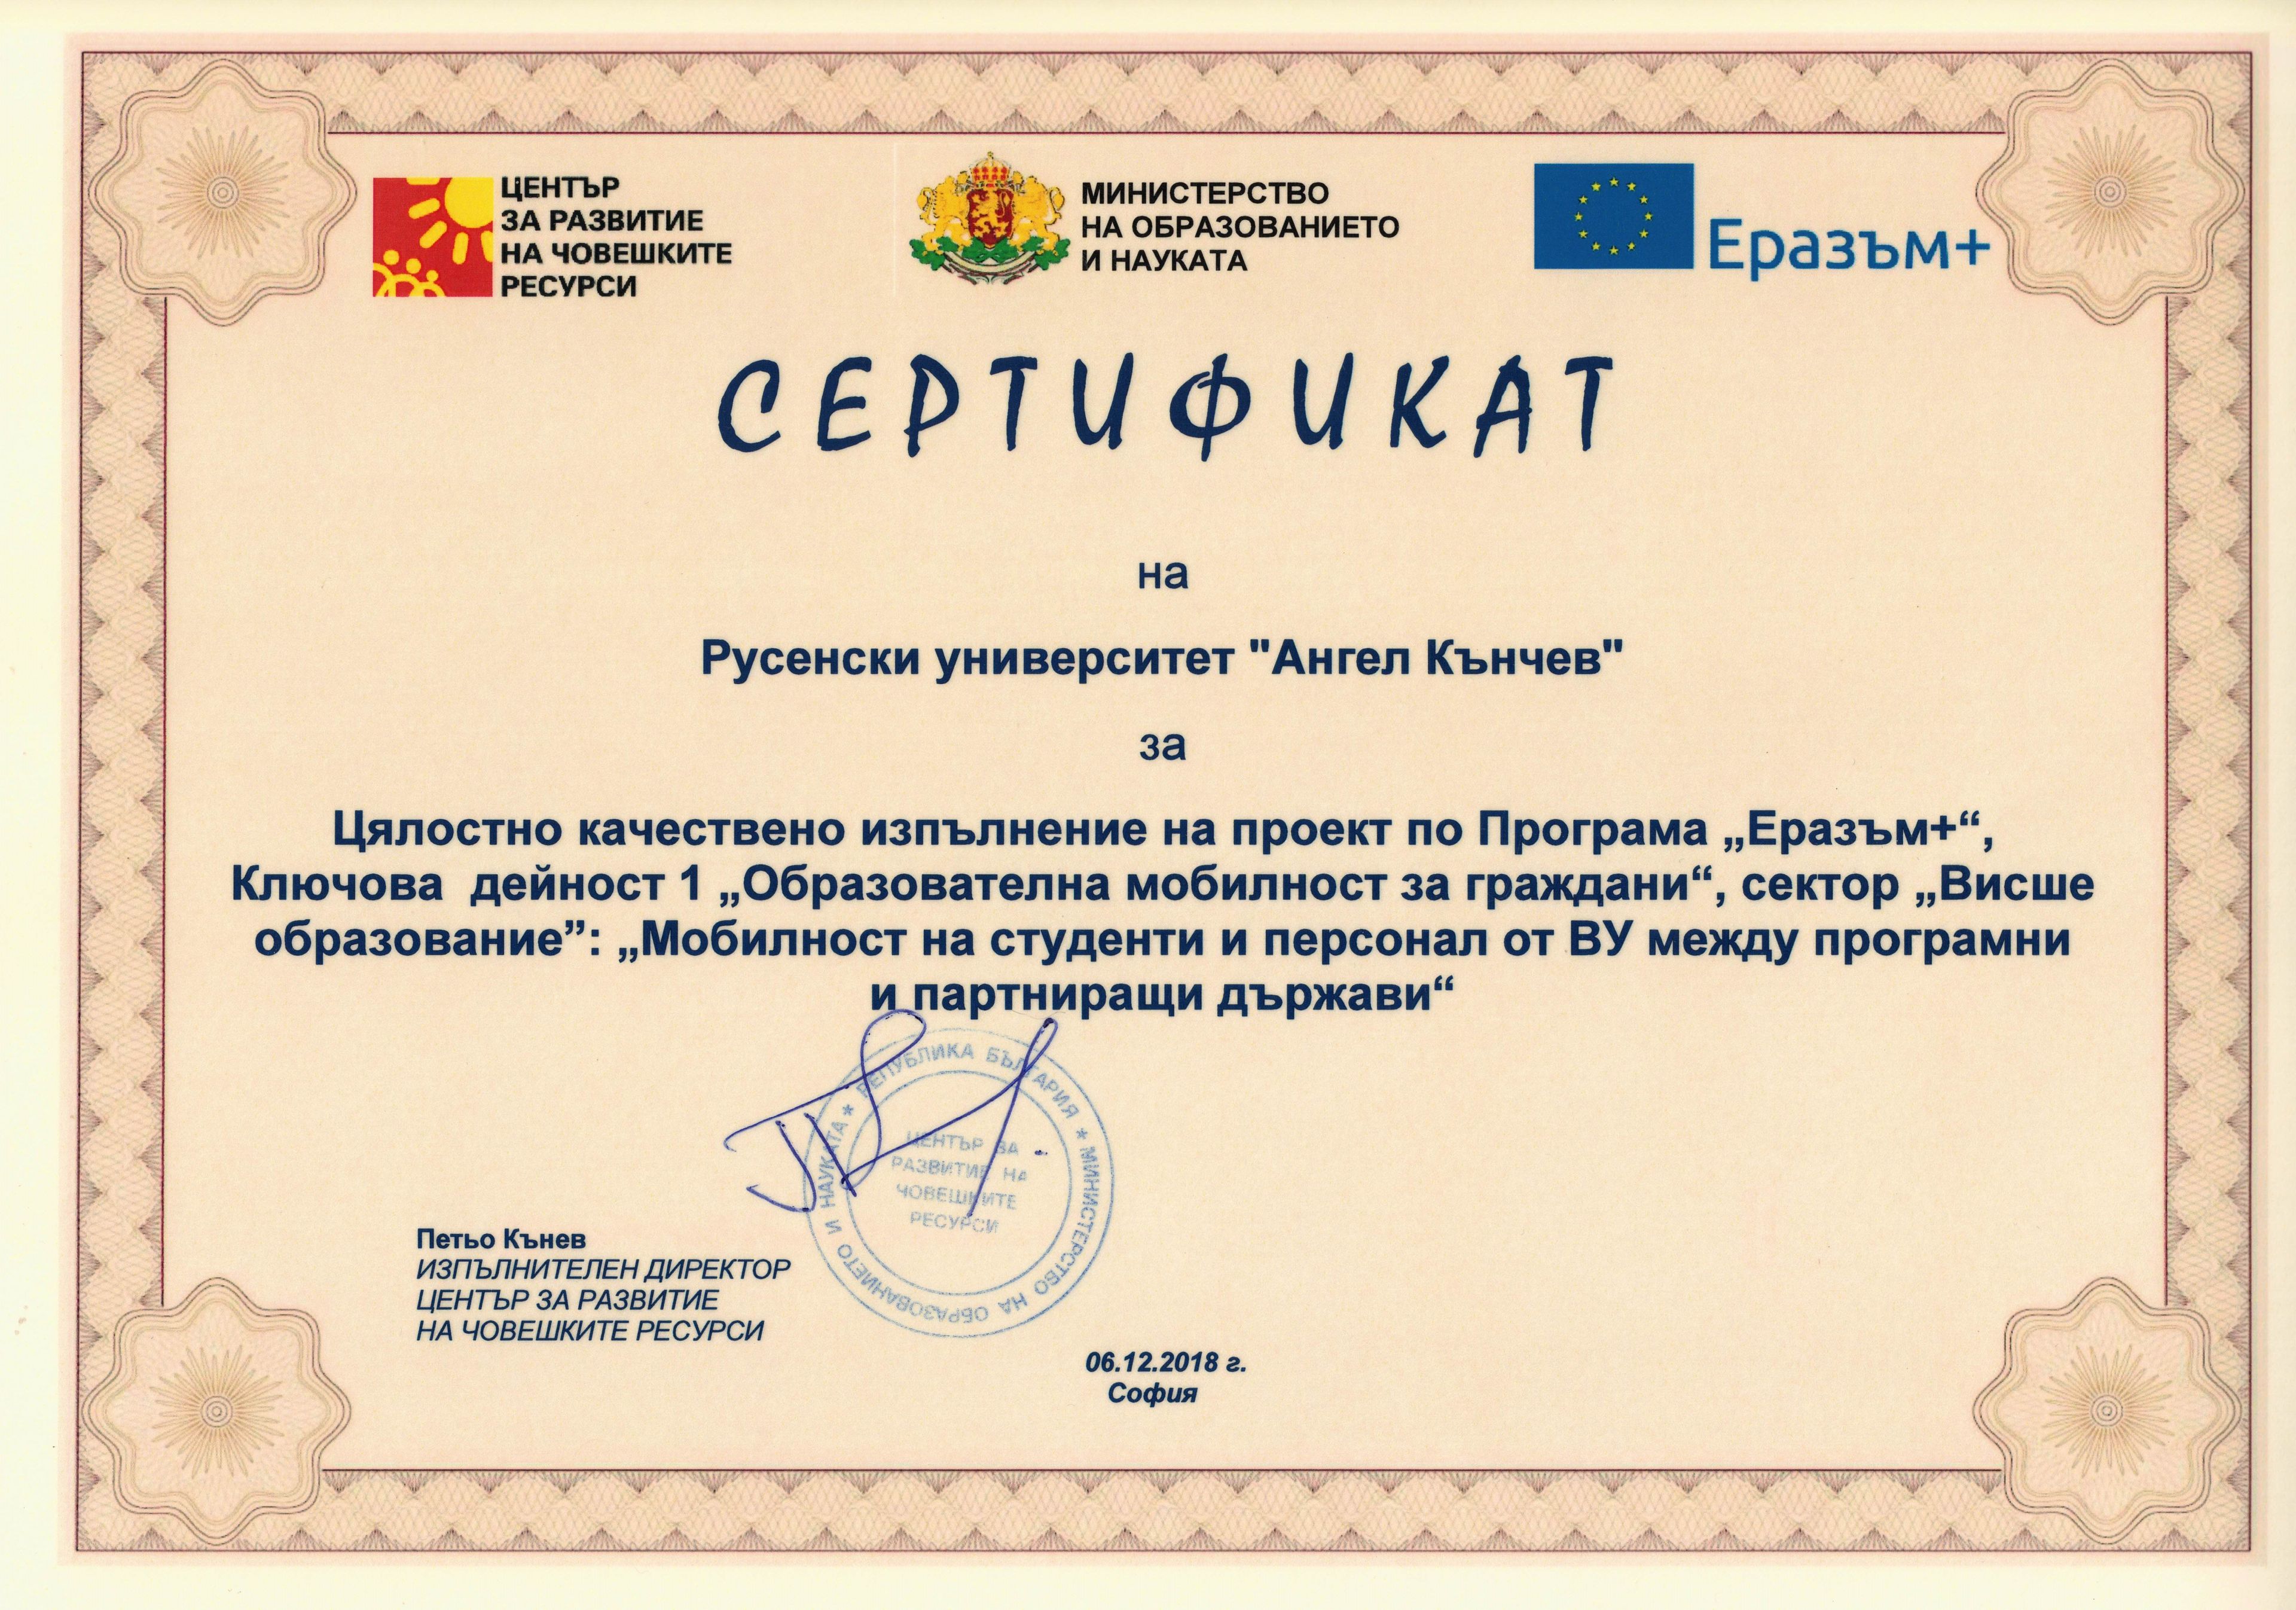 ЦЕНТЪР
ЗА РАЗВИТИЕ
НА ЧОВЕШКИТЕ
РЕСУРСИ
МИНИСТЕРСТВО
НА ОБРАЗОВАНИЕТО
И НАУКАТА
Еразъм+
СЕРТИФИКАТ
на
Русенски университет "Ангел Кънчев"
за
Цялостно качествено изпълнение на проект по Програма „Еразъм+“,
Ключова дейност 1 „Образователна мобилност за граждани“, сектор „Висше
образование”: „Мобилност на студенти и персонал от ВУ между програмни
и партниращи държави“
РЕПУБЛИКА БЪЛГАРИЯ * МИНИСТЕРСТВО НА ОБРАЗОВАНИЕТО И НАУКАТА *
ЦЕНТЪР ЗА
РАЗВИТИЕ НА
ЧОВЕШКИТЕ
РЕСУРСИ
Петьо Кънев
ИЗПЪЛНИТЕЛЕН ДИРЕКТОР
ЦЕНТЪР ЗА РАЗВИТИЕ
НА ЧОВЕШКИТЕ РЕСУРСИ
06.12.2018 г.
София